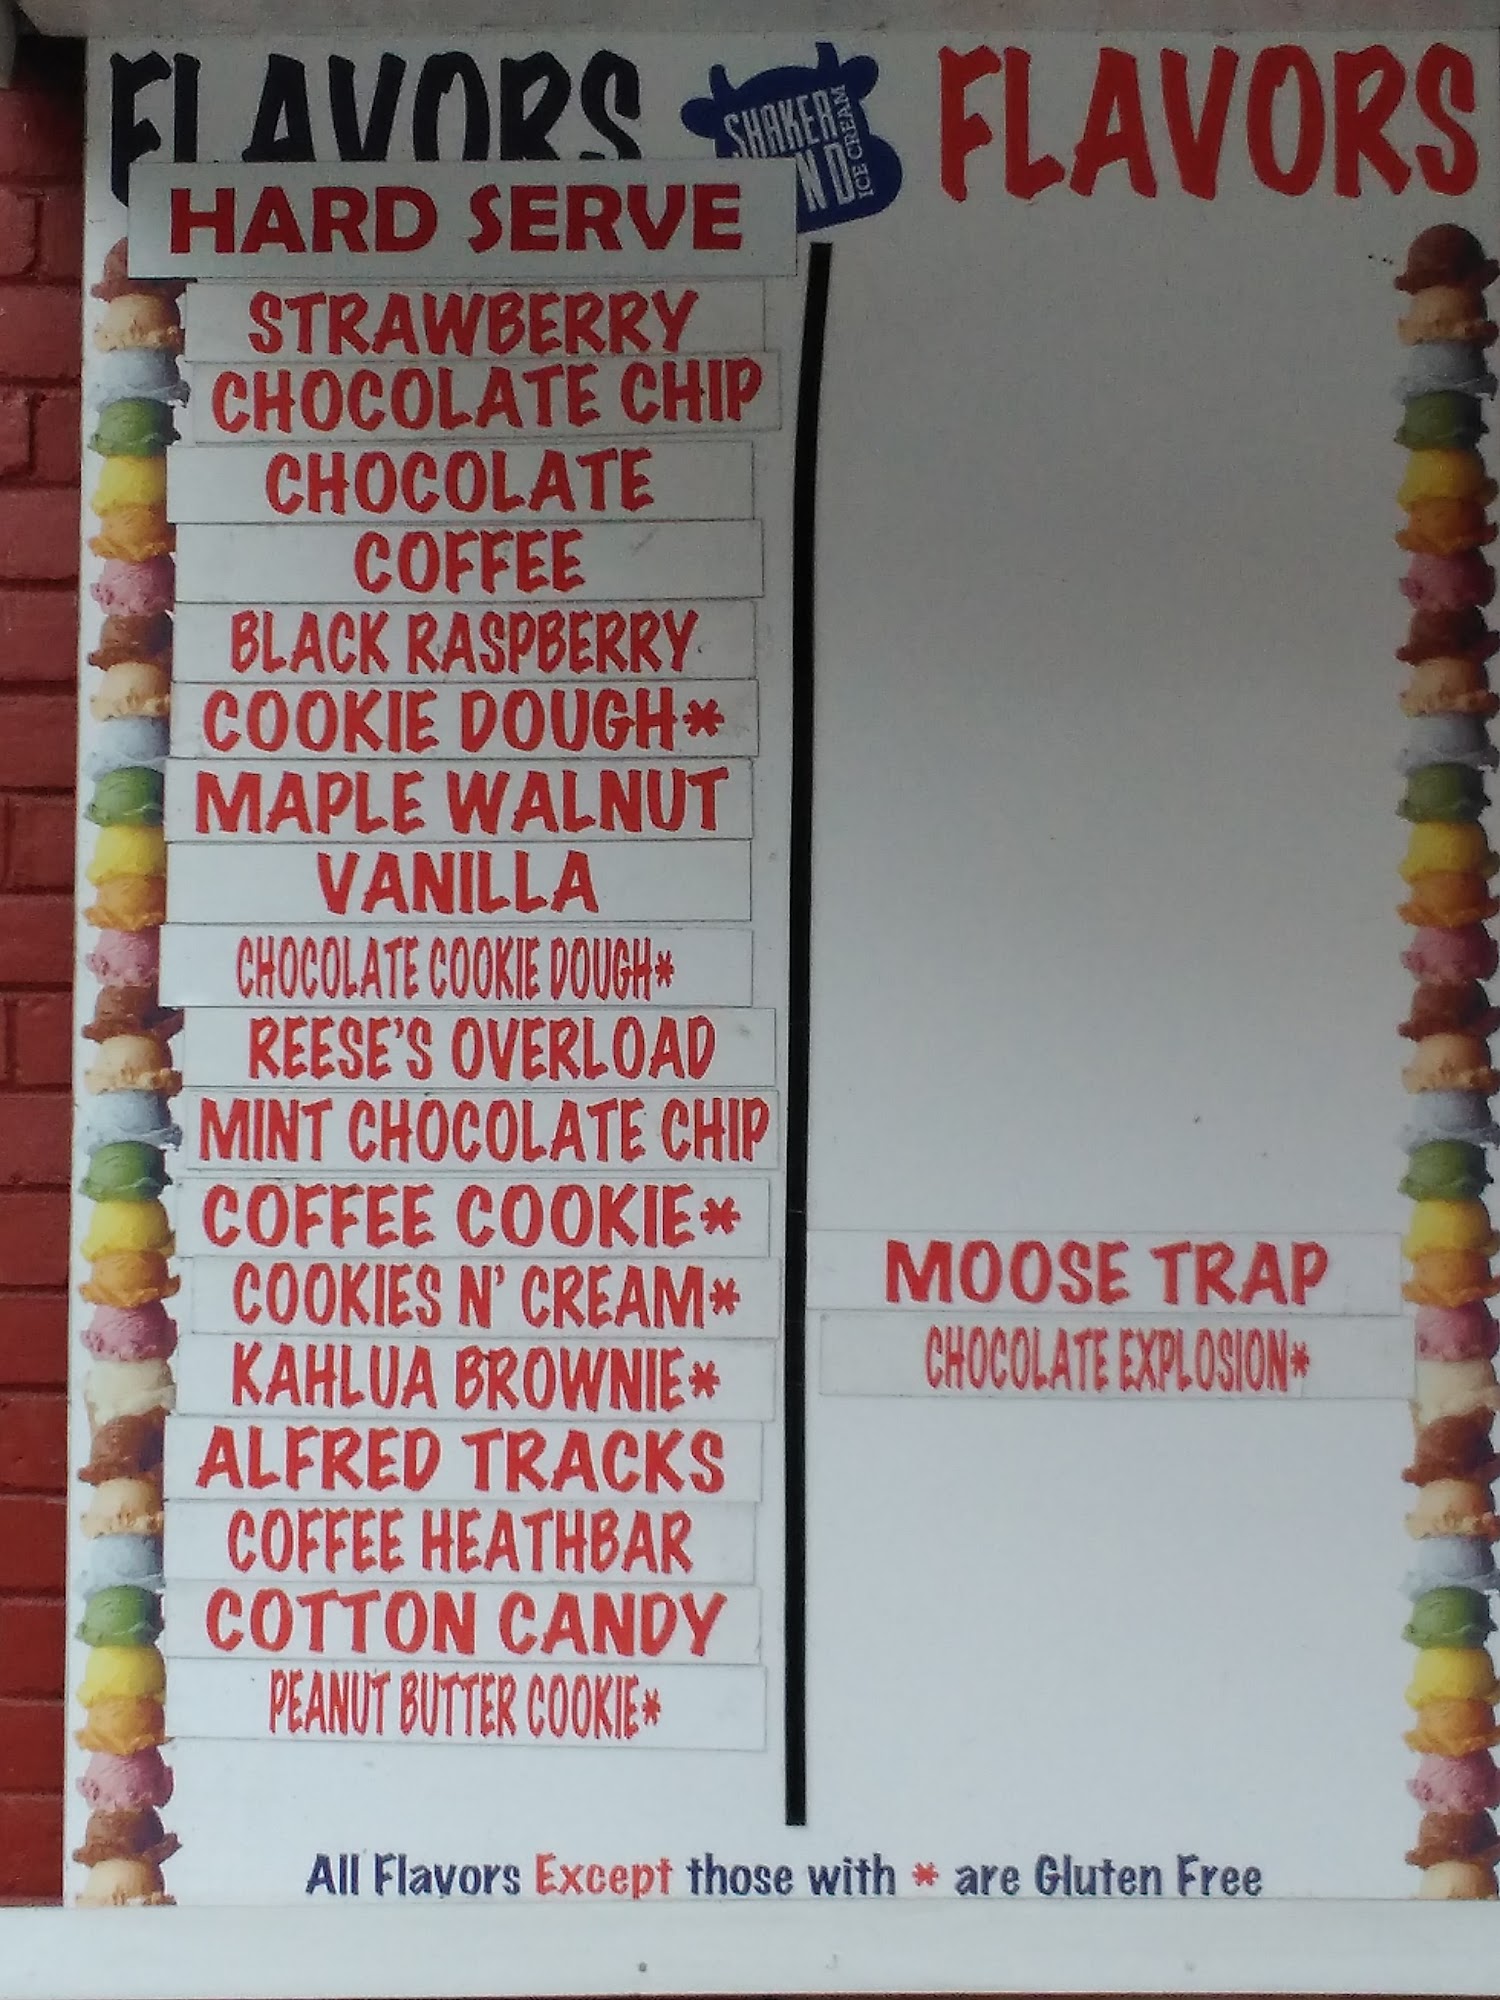 FLAVORS
SHAKER
ICE CREAM
FLAVORS
HARD SERVE
STRAWBERRY
CHOCOLATE CHIP
CHOCOLATE
COFFEE
BLACK RASPBERRY
COOKIE DOUGH*
MAPLE WALNUT
VANILLA
CHOCOLATE COOKIE DOUGH*
REESE'S OVERLOAD
MINT CHOCOLATE CHIP
COFFEE COOKIE*
COOKIES N' CREAM*
KAHLUA BROWNIE*
ALFRED TRACKS
COFFEE HEATHBAR
COTTON CANDY
PEANUT BUTTER COOKIE*
MOOSE TRAP
CHOCOLATE EXPLOSION*
All Flavors Except those with * are Gluten Free